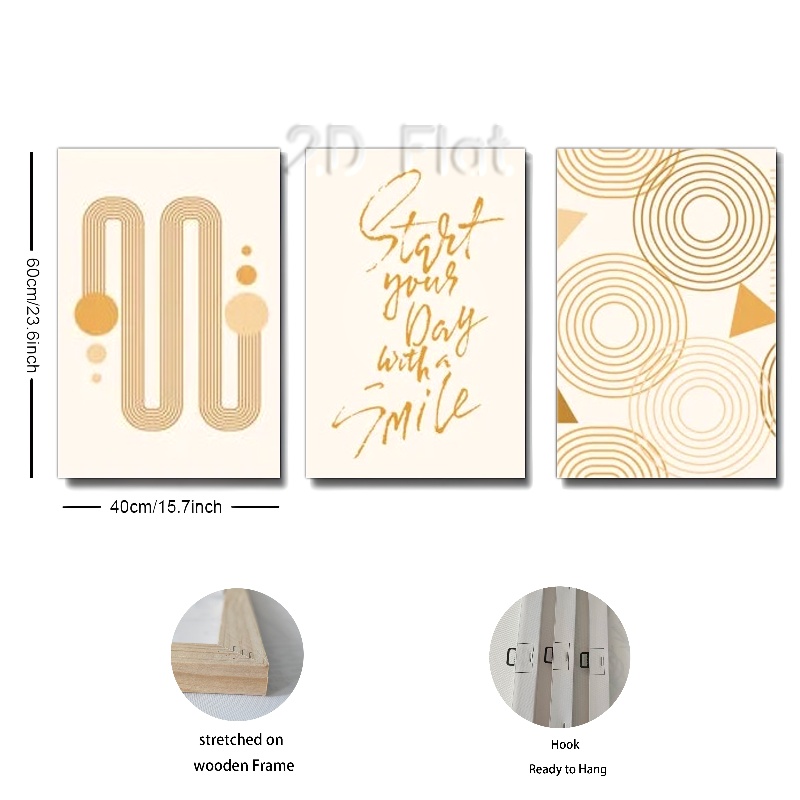 2D Flat
60cm/23.6inch
Start
your
Day
with a
Smile
40cm/15.7inch
stretched on
wooden Frame
Hook
Ready to Hang